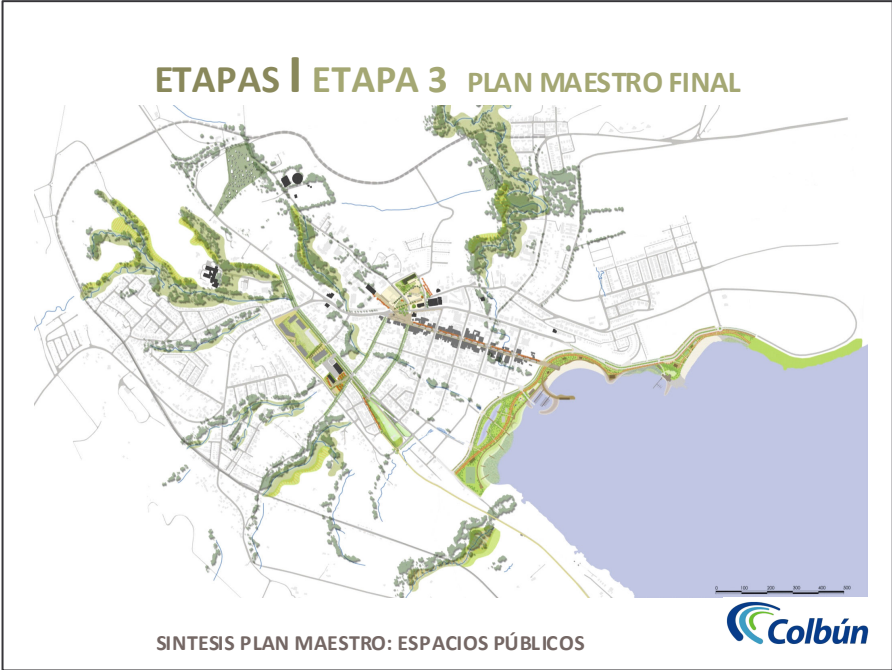 ETAPAS | ETAPA 3 PLAN MAESTRO FINAL
0 100 200 300 400 500
SINTESIS PLAN MAESTRO: ESPACIOS PÚBLICOS
Colbún